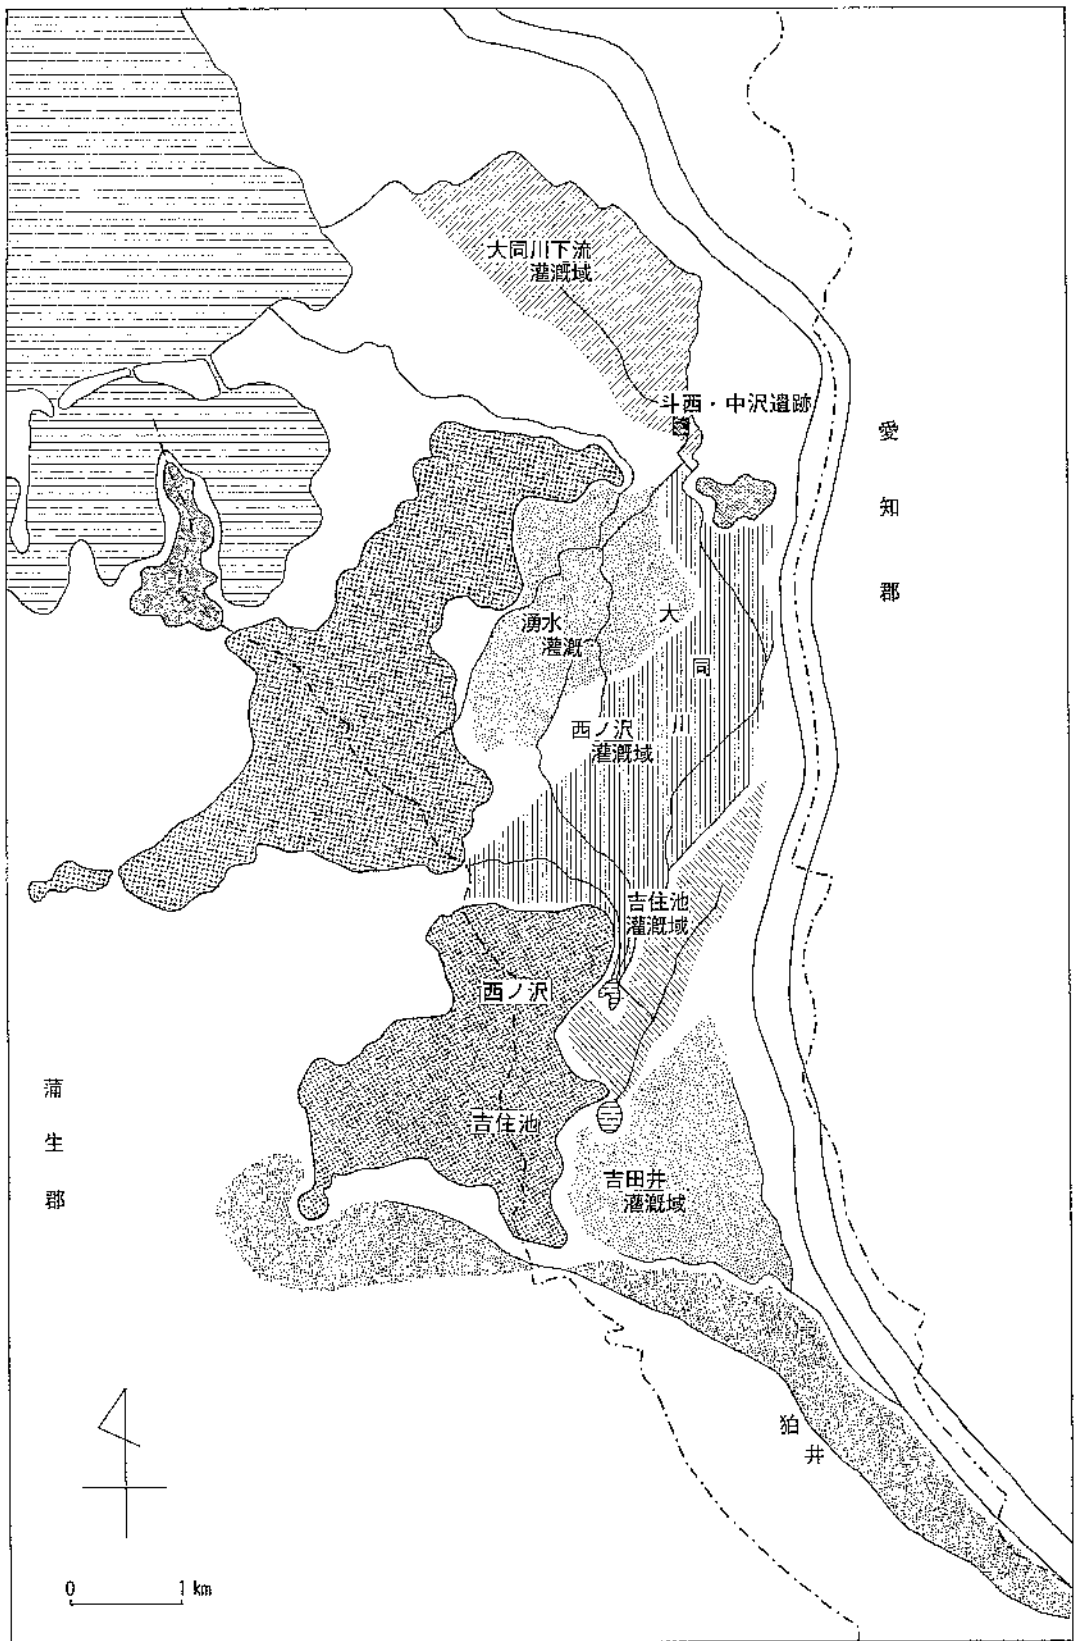 大同川下流
灌漑域
斗西・中沢遺跡
愛知郡
湧水
灌漑
大同川
西ノ沢
灌漑域
吉住池
灌漑域
西ノ沢
吉住池
蒲生郡
吉田井
灌漑域
狛井
0 1km